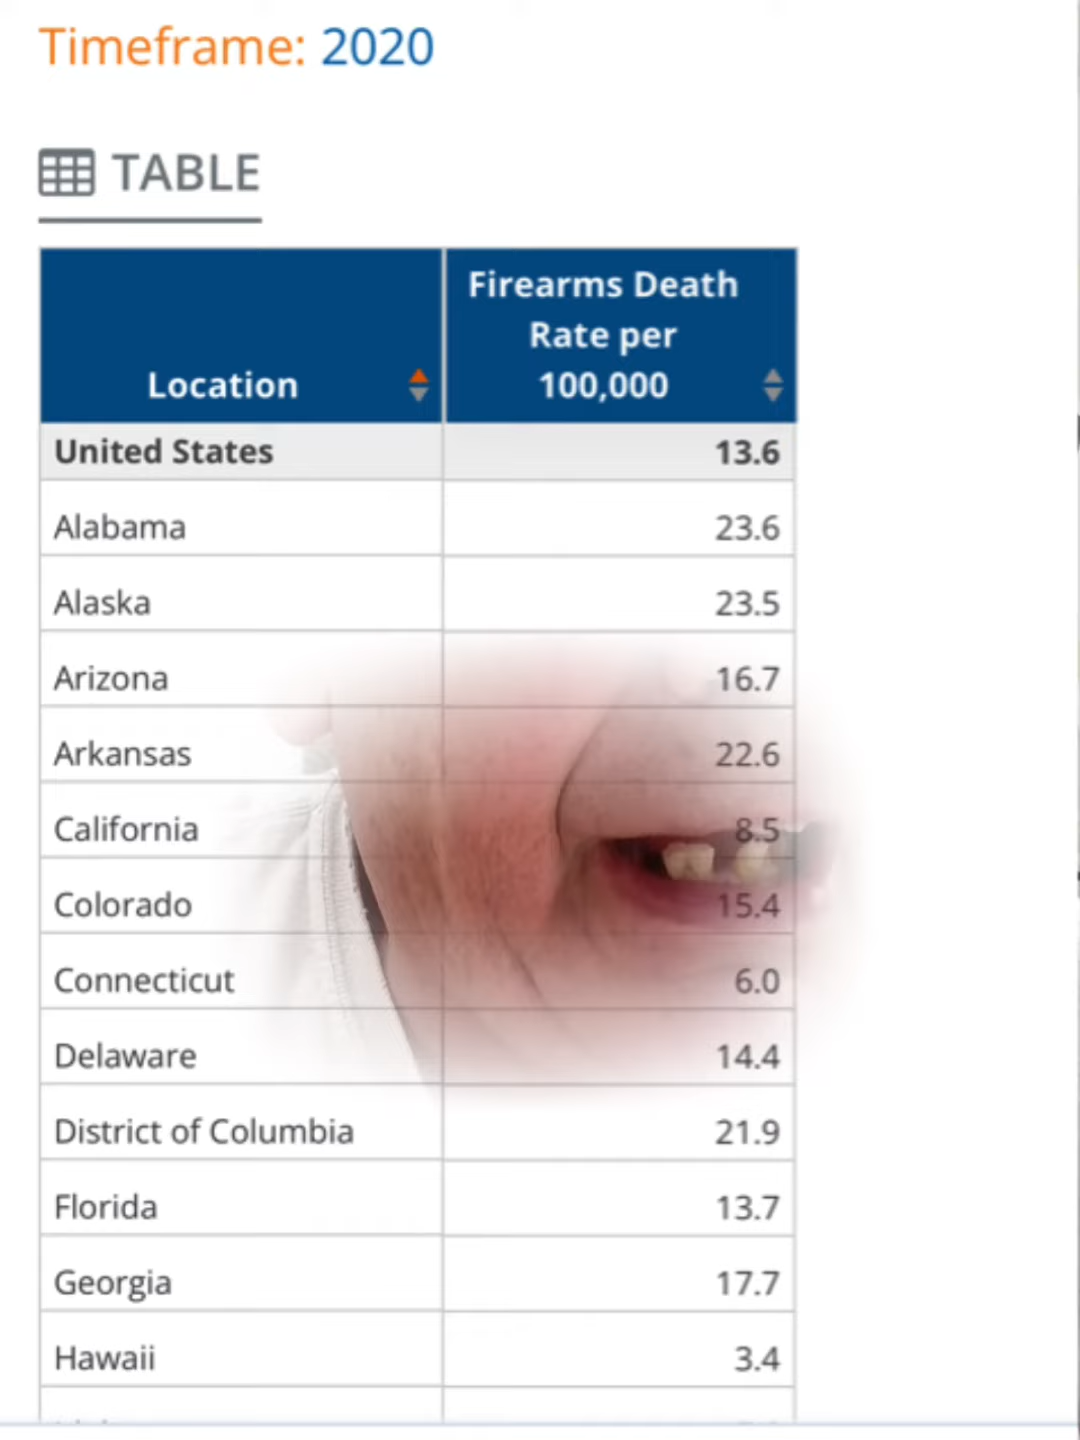 Timeframe: 2020
TABLE
Location
Firearms Death
Rate per
100,000
United States 13.6
Alabama 23.6
Alaska 23.5
Arizona 16.7
Arkansas 22.6
California 8.5
Colorado 15.4
Connecticut 6.0
Delaware 14.4
District of Columbia 21.9
Florida 13.7
Georgia 17.7
Hawaii 3.4